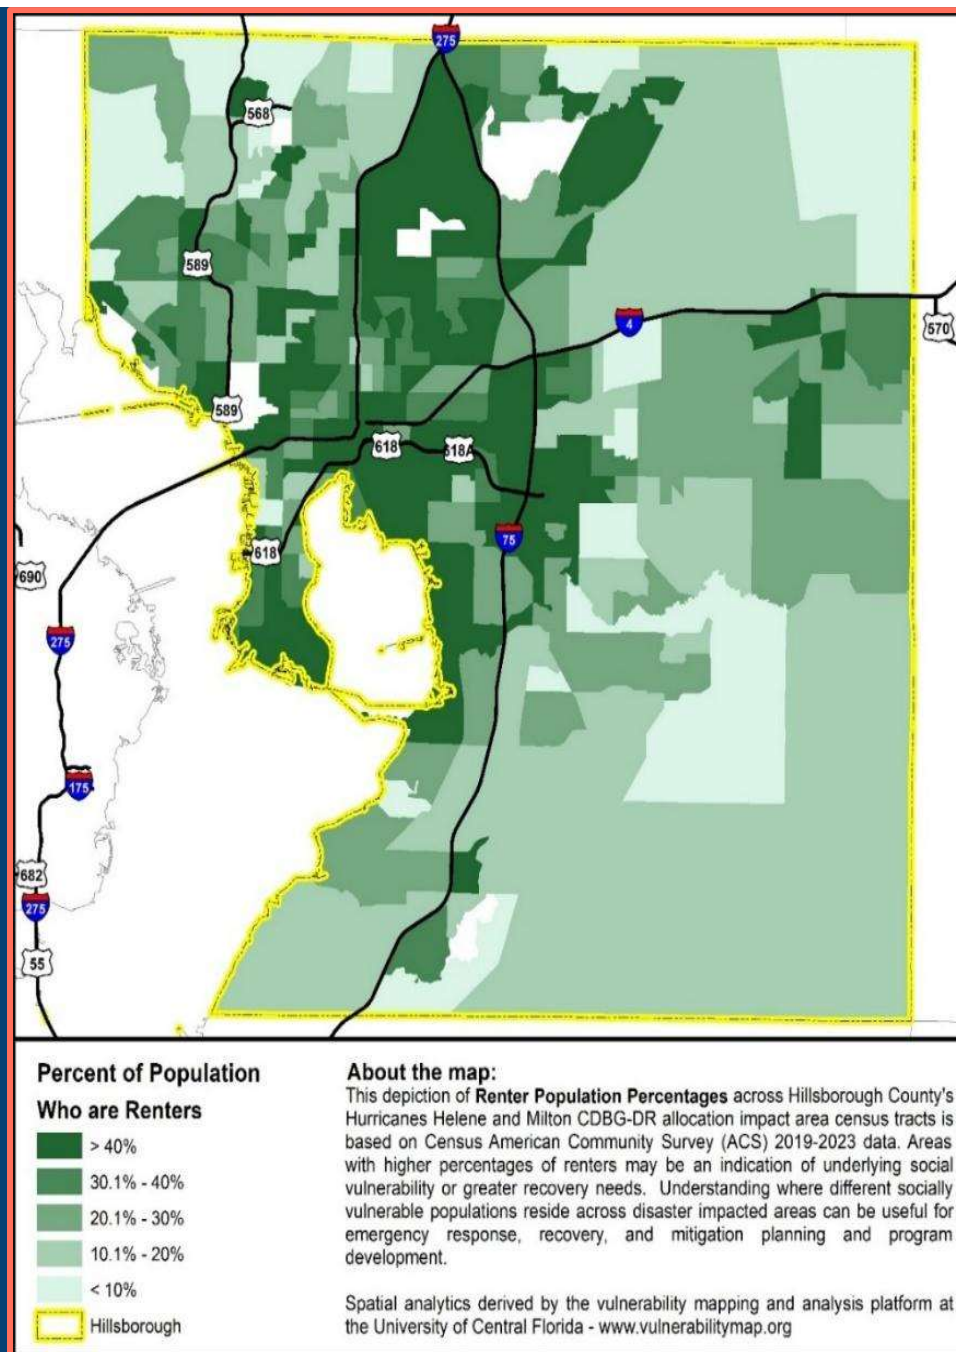 275
568
589
4
570
589
618
618A
618
75
690
275
175
682
275
55
Percent of Population
Who are Renters
> 40%
30.1% - 40%
20.1% - 30%
10.1% - 20%
< 10%
Hillsborough
About the map:
This depiction of Renter Population Percentages across Hillsborough County's
Hurricanes Helene and Milton CDBG-DR allocation impact area census tracts is
based on Census American Community Survey (ACS) 2019-2023 data. Areas
with higher percentages of renters may be an indication of underlying social
vulnerability or greater recovery needs. Understanding where different socially
vulnerable populations reside across disaster impacted areas can be useful for
emergency response, recovery, and mitigation planning and program
development.
Spatial analytics derived by the vulnerability mapping and analysis platform at
the University of Central Florida - www.vulnerabilitymap.org